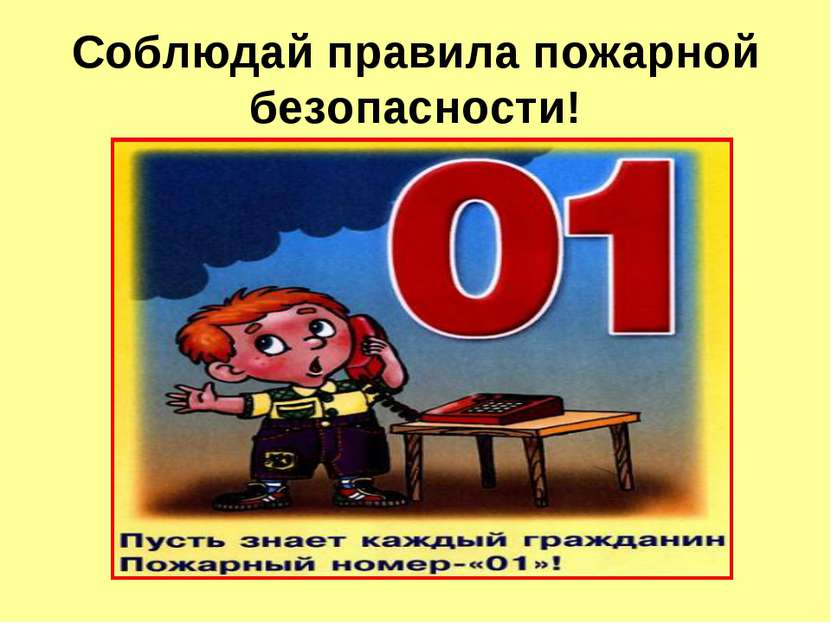 Соблюдай правила пожарной
безопасности!
01
Пусть знает каждый гражданин
Пожарный номер-«01»!